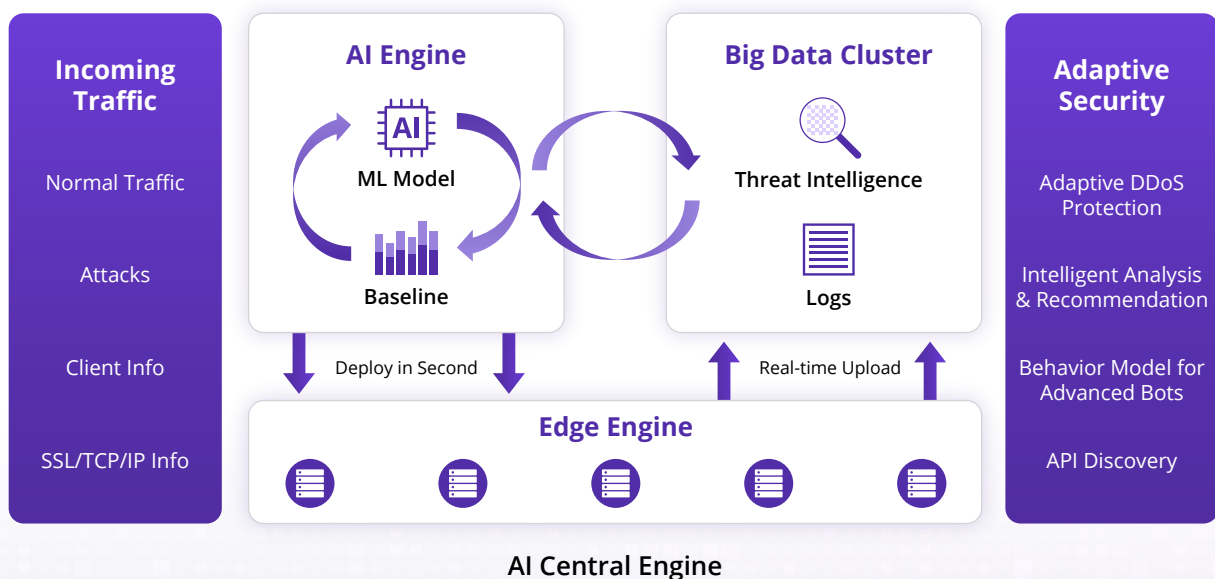 Incoming
Traffic
Normal Traffic
Attacks
Client Info
SSL/TCP/IP Info
AI Engine
AI
ML Model
Baseline
Big Data Cluster
Threat Intelligence
Logs
Deploy in Second
Real-time Upload
Edge Engine
Adaptive
Security
Adaptive DDoS
Protection
Intelligent Analysis
& Recommendation
Behavior Model for
Advanced Bots
API Discovery
AI Central Engine